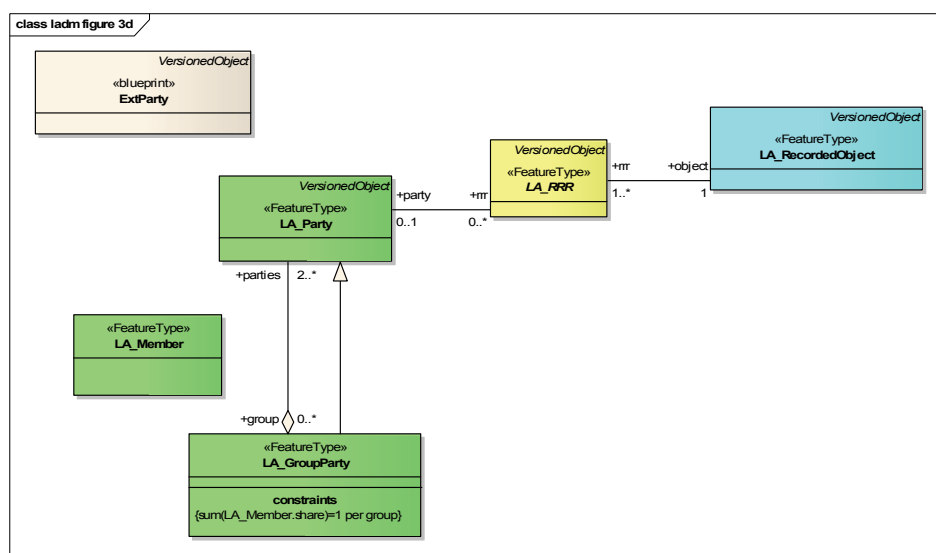 class ladm figure 3d
VersionedObject
«blueprint»
ExtParty
VersionedObject
«FeatureType»
LA_RecordedObject
VersionedObject
«FeatureType»
LA_RRR
+rrr
1..*
+object
1
VersionedObject
«FeatureType»
LA_Party
+party
0..1
+rrr
0..*
+parties
2..*
«FeatureType»
LA_Member
+group
0..*
«FeatureType»
LA_GroupParty
constraints
{sum(LA_Member.share)=1 per group}